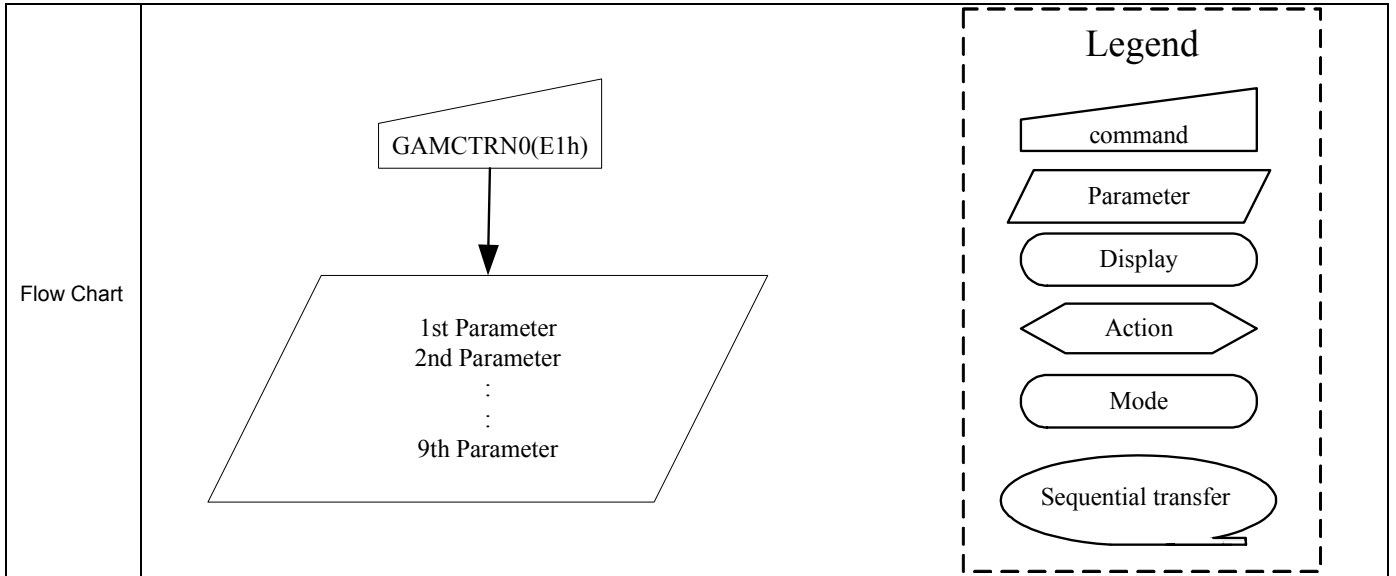 Flow Chart
GAMCTRN0(E1h)
1st Parameter
2nd Parameter
:
:
9th Parameter
Legend
command
Parameter
Display
Action
Mode
Sequential transfer